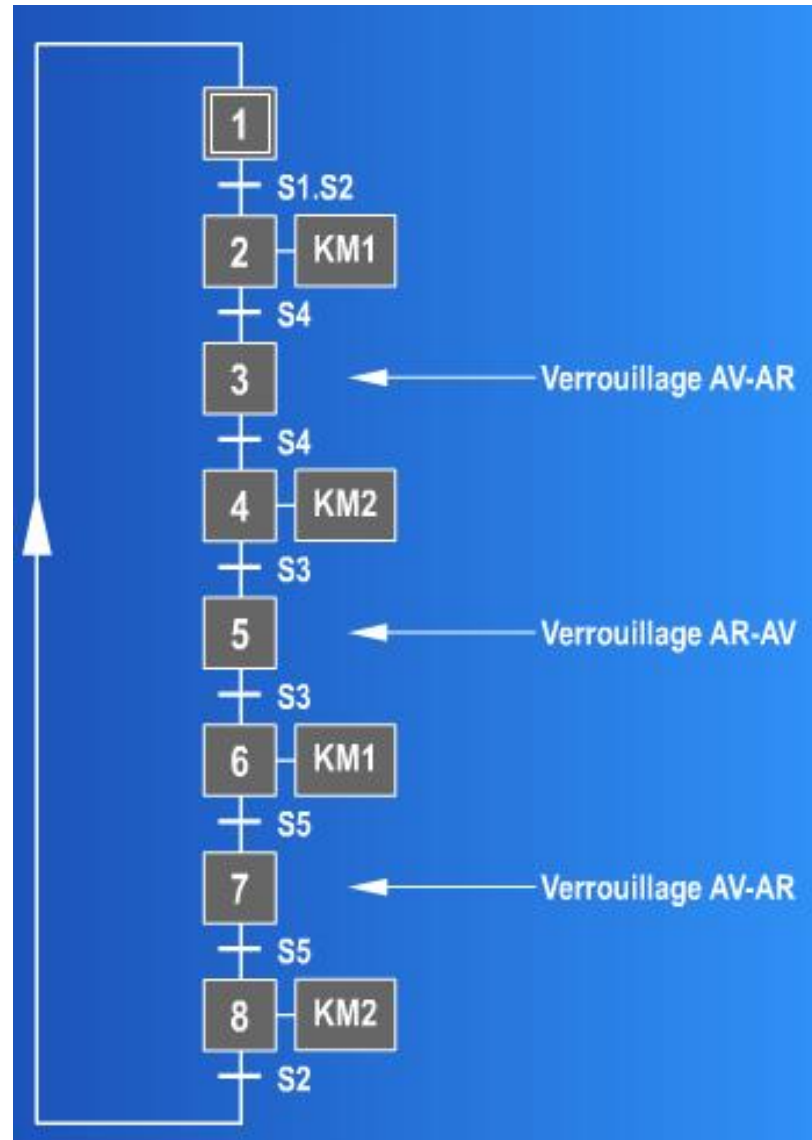 1
S1.S2
2 KM1
S4
3 Verrouillage AV-AR
S4
4 KM2
S3
5 Verrouillage AR-AV
S3
6 KM1
S5
7 Verrouillage AV-AR
S5
8 KM2
S2